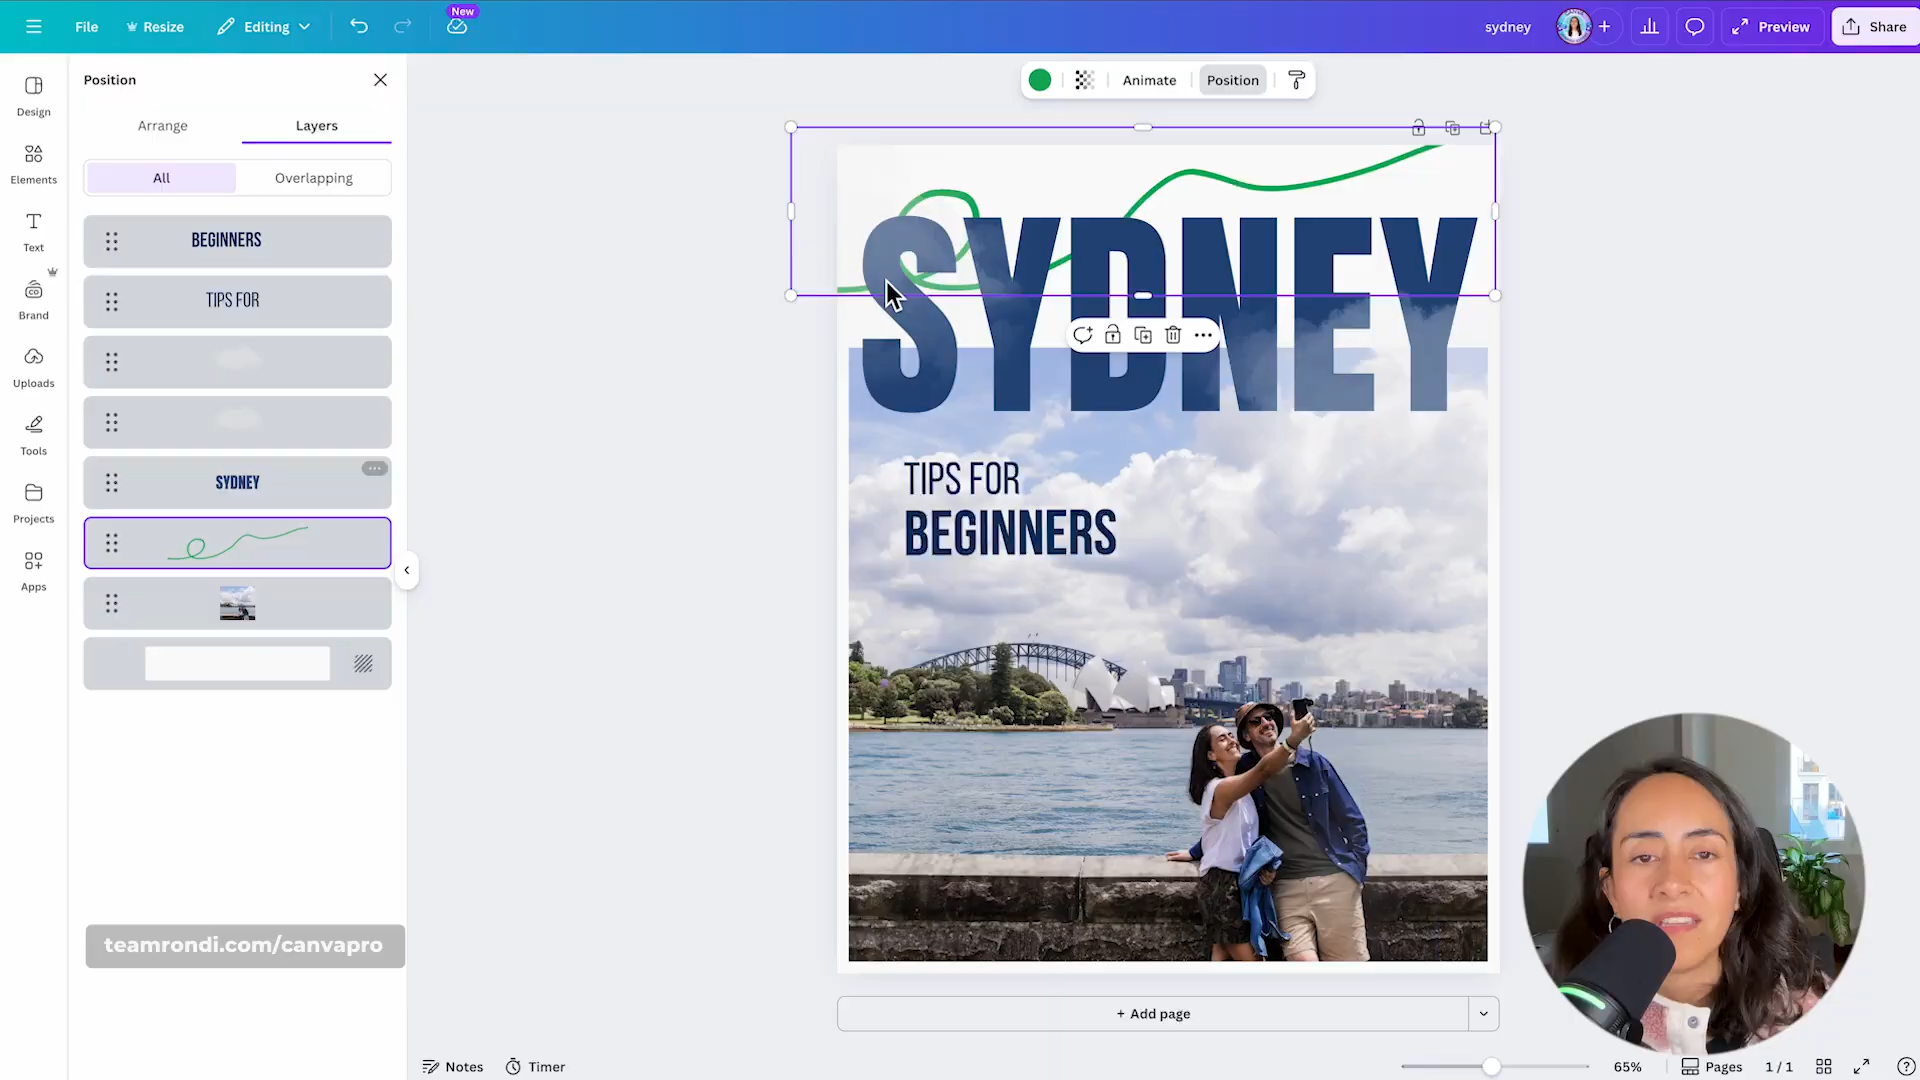 New
File
Resize
Editing
sydney
Preview
Share
Design
Elements
Text
Brand
Uploads
Tools
Projects
Apps
Position
Arrange
Layers
All
Overlapping
BEGINNERS
TIPS FOR
SYDNEY
teamrondi.com/canvapro
Animate
Position
SYDNEY
TIPS FOR
BEGINNERS
+ Add page
Notes
Timer
65%
Pages
1 / 1